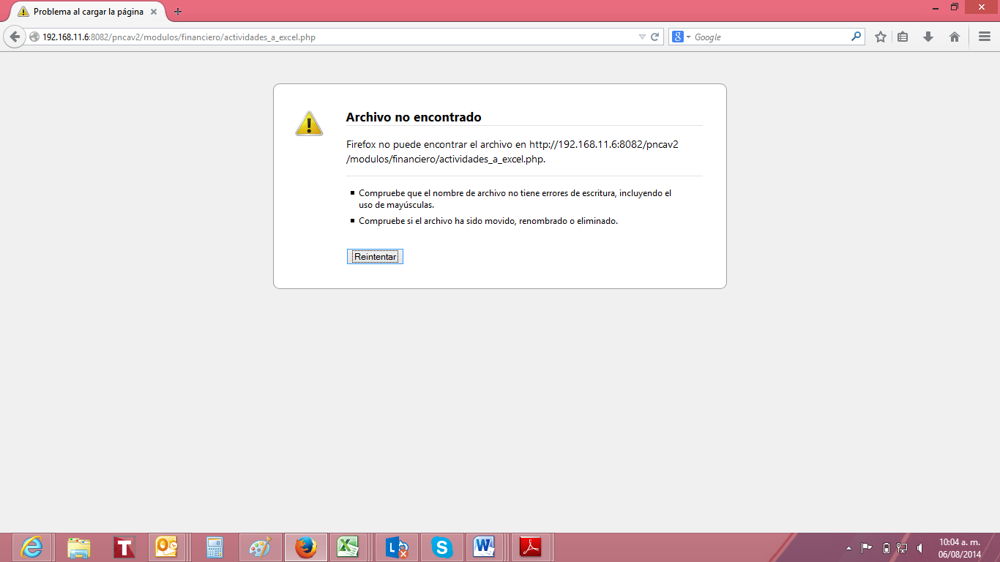 Problema al cargar la página
192.168.11.6:8082/pncav2/modulos/financiero/actividades_a_excel.php
Google
Archivo no encontrado
Firefox no puede encontrar el archivo en http://192.168.11.6:8082/pncav2
/modulos/financiero/actividades_a_excel.php.
Compruebe que el nombre de archivo no tiene errores de escritura, incluyendo el
uso de mayúsculas.
Compruebe si el archivo ha sido movido, renombrado o eliminado.
Reintentar
10:04 a. m.
06/08/2014